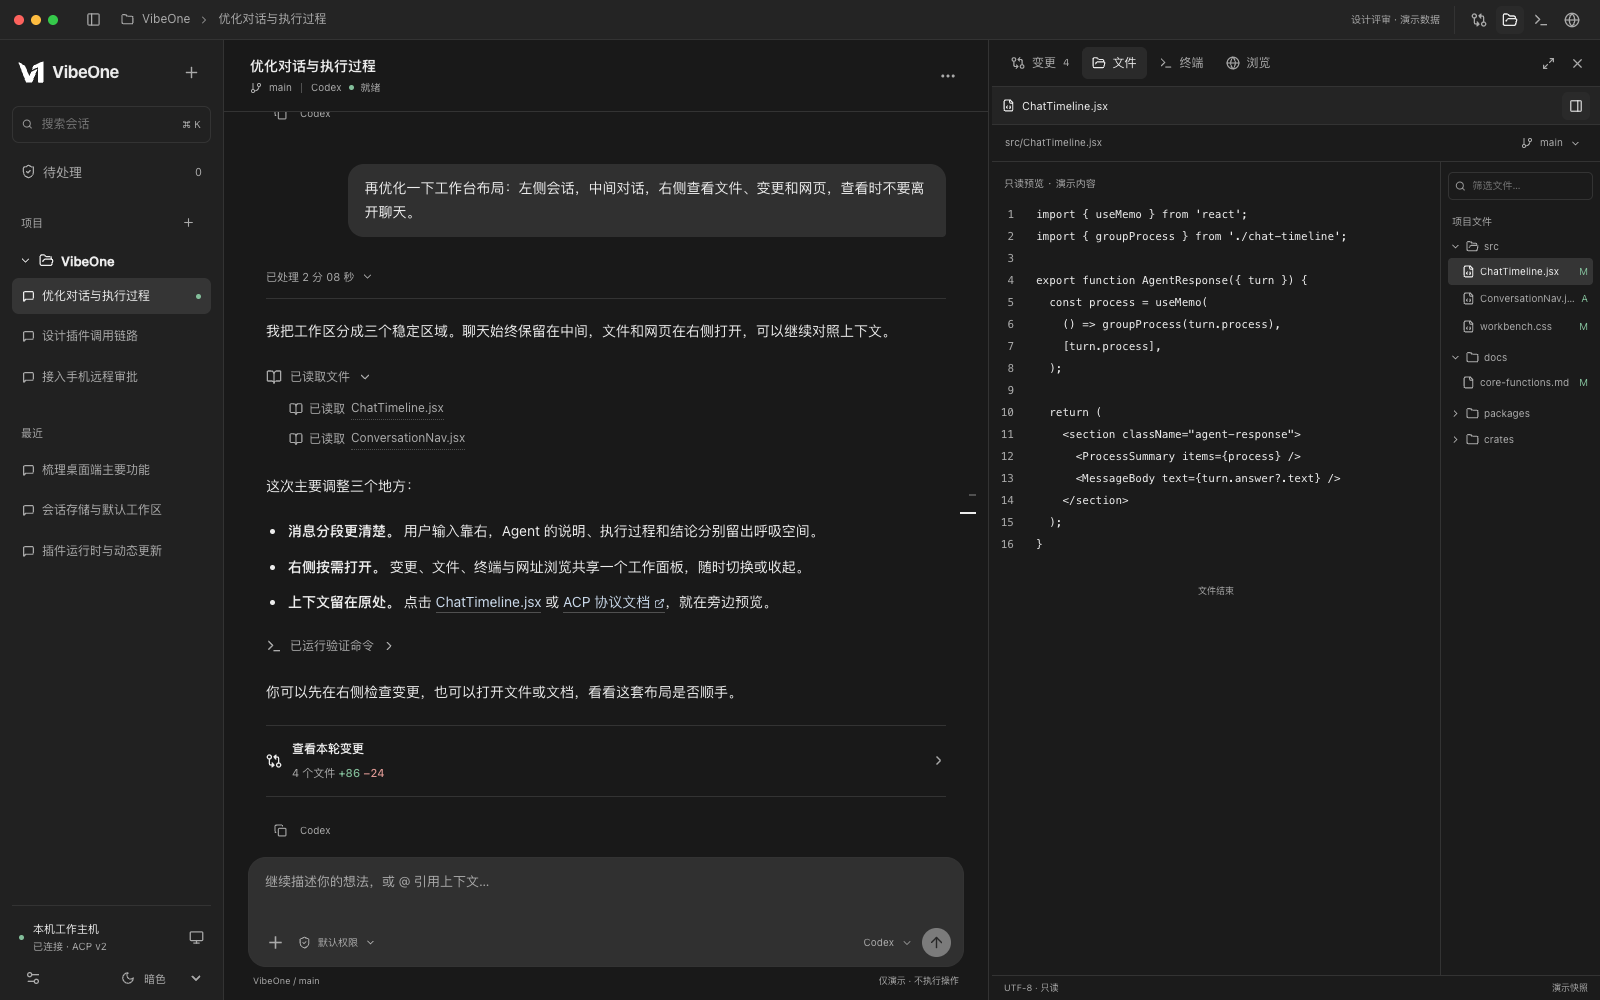 VibeOne › 优化对话与执行过程
设计评审 · 演示数据
VibeOne
搜索会话 ⌘ K
待处理 0
项目
VibeOne
优化对话与执行过程
设计插件调用链路
接入手机远程审批
最近
梳理桌面端主要功能
会话存储与默认工作区
插件运行时与动态更新
本机工作主机
已连接 · ACP v2
暗色
优化对话与执行过程
main | Codex 就绪
Codex
再优化一下工作台布局：左侧会话，中间对话，右侧查看文件、变更和网页，查看时不要离
开聊天。
已处理 2 分 08 秒
我把工作区分成三个稳定区域。聊天始终保留在中间，文件和网页在右侧打开，可以继续对照上下文。
已读取文件
已读取 ChatTimeline.jsx
已读取 ConversationNav.jsx
这次主要调整三个地方：
• 消息分段更清楚。 用户输入靠右，Agent 的说明、执行过程和结论分别留出呼吸空间。
• 右侧按需打开。 变更、文件、终端与网址浏览共享一个工作面板，随时切换或收起。
• 上下文留在原处。 点击 ChatTimeline.jsx 或 ACP 协议文档，就在旁边预览。
已运行验证命令
你可以先在右侧检查变更，也可以打开文件或文档，看看这套布局是否顺手。
查看本轮变更
4 个文件 +86 −24
Codex
继续描述你的想法，或 @ 引用上下文...
默认权限
Codex
VibeOne / main
仅演示 · 不执行操作
变更 4 文件 终端 浏览
ChatTimeline.jsx
src/ChatTimeline.jsx
main
只读预览 · 演示内容
1 import { useMemo } from 'react';
2 import { groupProcess } from './chat-timeline';
3
4 export function AgentResponse({ turn }) {
5 const process = useMemo(
6 () => groupProcess(turn.process),
7 [turn.process],
8 );
9
10 return (
11 <section className="agent-response">
12 <ProcessSummary items={process} />
13 <MessageBody text={turn.answer?.text} />
14 </section>
15 );
16 }
文件结束
筛选文件...
项目文件
src
ChatTimeline.jsx M
ConversationNav.j... A
workbench.css M
docs
core-functions.md M
packages
crates
UTF-8 · 只读
演示快照